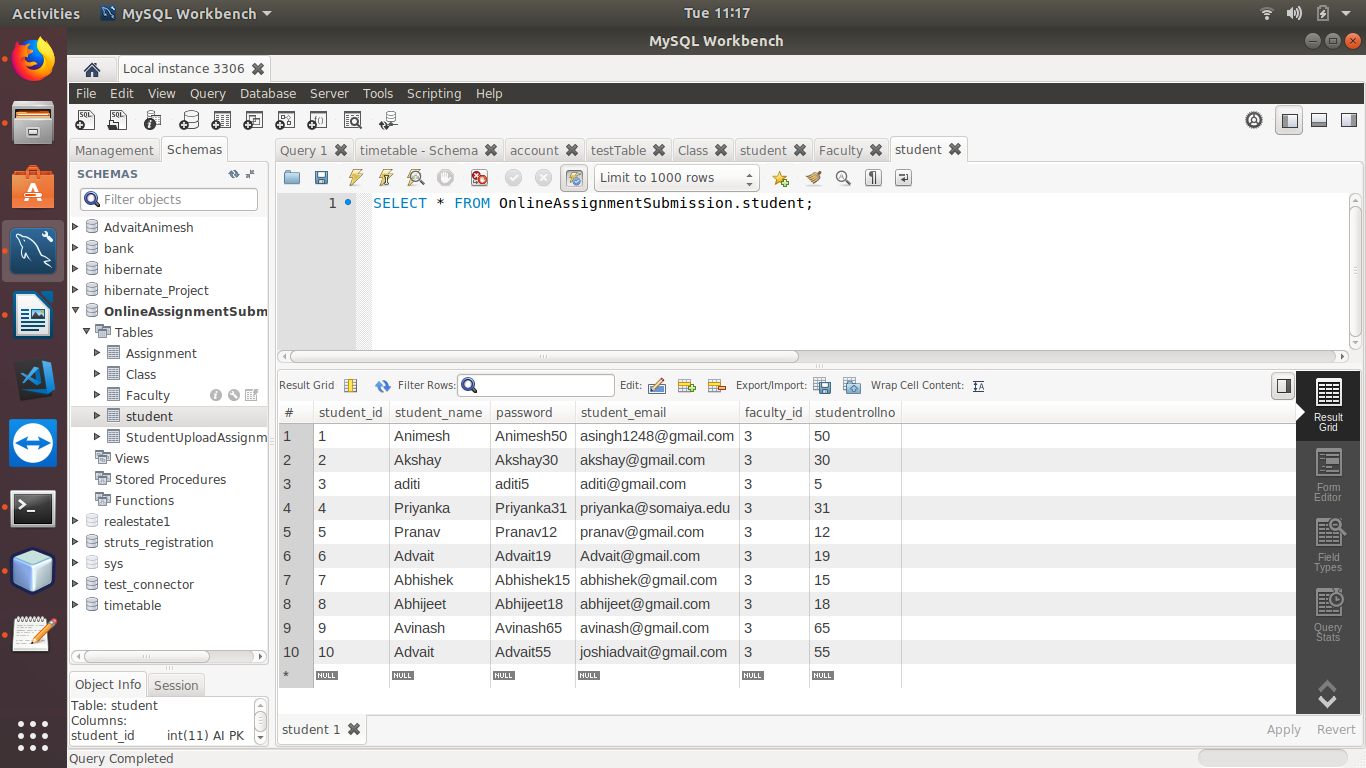 Activities MySQL Workbench Tue 11:17
MySQL Workbench
Local instance 3306
File Edit View Query Database Server Tools Scripting Help
Management Schemas
SCHEMAS
Filter objects
AdvaitAnimesh
bank
hibernate
hibernate_Project
OnlineAssignmentSubm
Tables
Assignment
Class
Faculty
student
StudentUploadAssignm
Views
Stored Procedures
Functions
realestate1
struts_registration
sys
test_connector
timetable
Object Info Session
Table: student
Columns:
student_id int(11) AI PK
Query 1 timetable - Schema account testTable Class student Faculty student
Limit to 1000 rows
1 SELECT * FROM OnlineAssignmentSubmission.student;
Result Grid Filter Rows: Edit: Export/Import: Wrap Cell Content:
# student_id student_name password student_email faculty_id studentrollno
1 1 Animesh Animesh50 asingh1248@gmail.com 3 50
2 2 Akshay Akshay30 akshay@gmail.com 3 30
3 3 aditi aditi5 aditi@gmail.com 3 5
4 4 Priyanka Priyanka31 priyanka@somaiya.edu 3 31
5 5 Pranav Pranav12 pranav@gmail.com 3 12
6 6 Advait Advait19 Advait@gmail.com 3 19
7 7 Abhishek Abhishek15 abhishek@gmail.com 3 15
8 8 Abhijeet Abhijeet18 abhijeet@gmail.com 3 18
9 9 Avinash Avinash65 avinash@gmail.com 3 65
10 10 Advait Advait55 joshiadvait@gmail.com 3 55
* NULL NULL NULL NULL NULL NULL
Result
Grid
Form
Editor
Field
Types
Query
Stats
student 1 Apply Revert
Query Completed